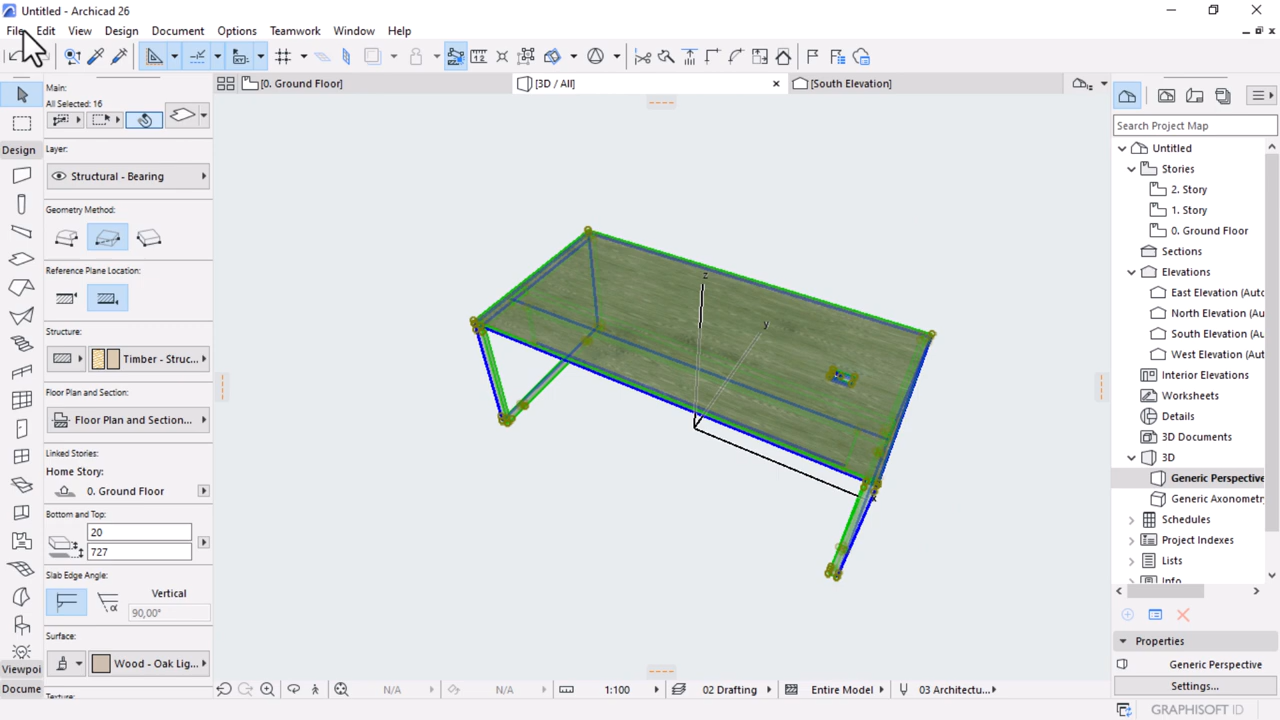 Untitled - Archicad 26
File Edit View Design Document Options Teamwork Window Help
[0. Ground Floor]
[3D / All]
[South Elevation]
Main:
All Selected: 16
Layer:
Structural - Bearing
Geometry Method:
Reference Plane Location:
Structure:
Timber - Struc...
Floor Plan and Section:
Floor Plan and Section...
Linked Stories:
Home Story:
0. Ground Floor
Bottom and Top:
20
727
Slab Edge Angle:
Vertical
90,00°
Surface:
Wood - Oak Lig...
Design
Viewpoi
Docume
z
y
x
N/A
N/A
1:100
02 Drafting
Entire Model
03 Architectu...
Search Project Map
Untitled
Stories
2. Story
1. Story
0. Ground Floor
Sections
Elevations
East Elevation (Auto
North Elevation (Au
South Elevation (Au
West Elevation (Aut
Interior Elevations
Worksheets
Details
3D Documents
3D
Generic Perspective
Generic Axonometr
Schedules
Project Indexes
Lists
Info
Properties
Generic Perspective
Settings...
GRAPHISOFT ID